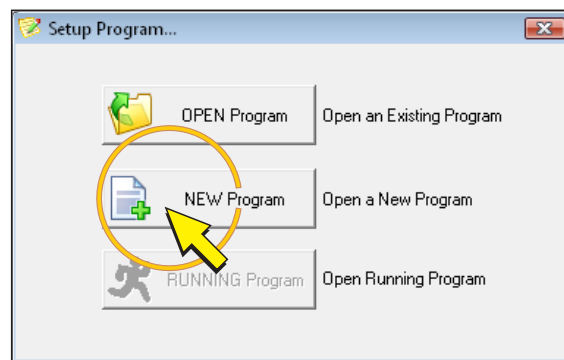 Setup Program...
OPEN Program Open an Existing Program
NEW Program Open a New Program
RUNNING Program Open Running Program